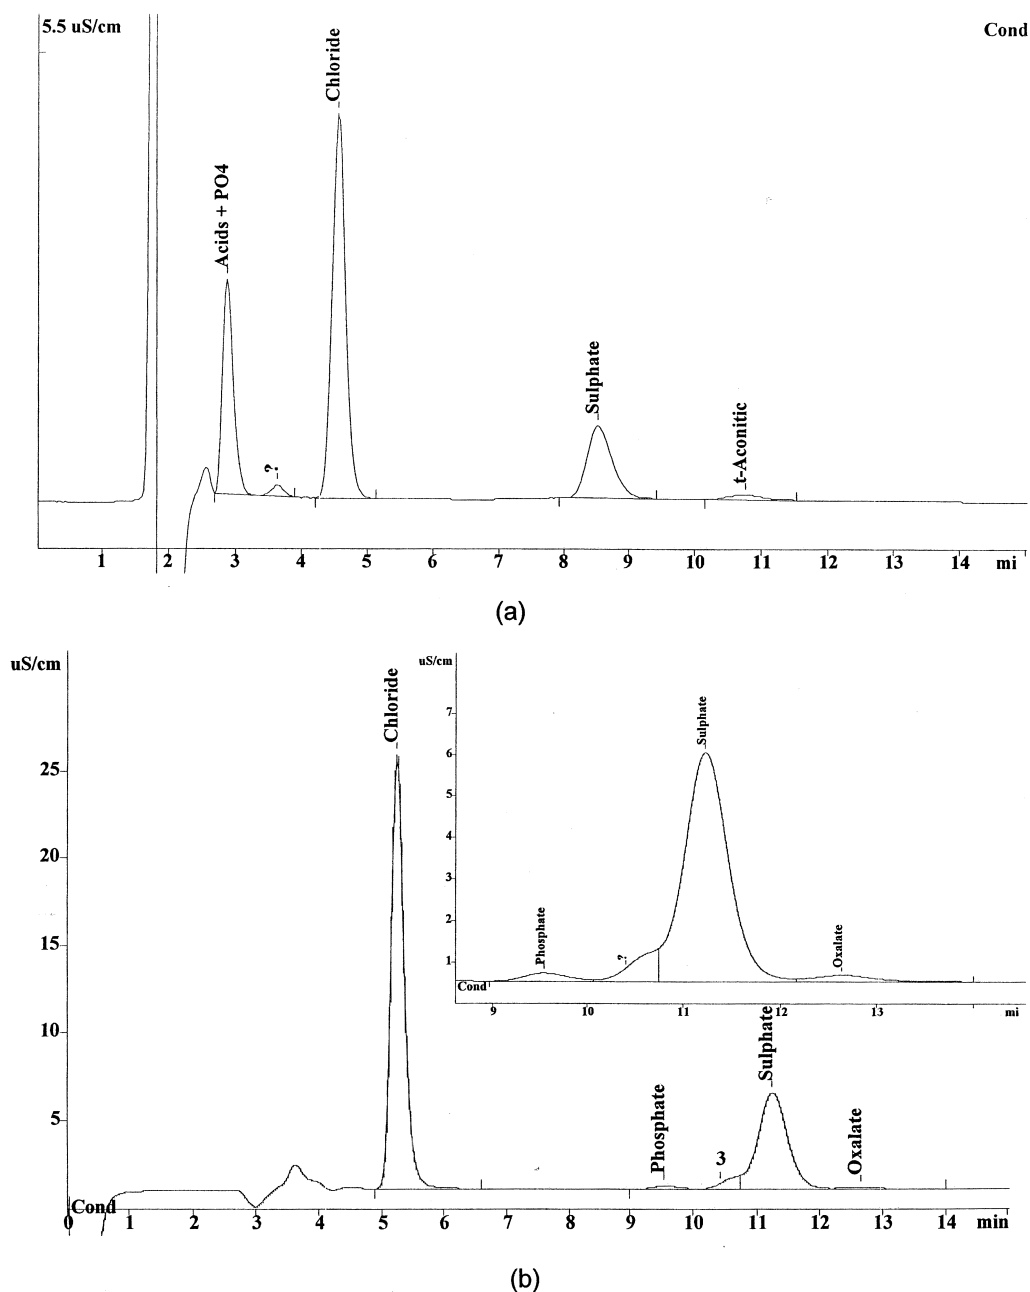 5.5 uS/cm
Cond
Chloride
Acids + PO4
?
Sulphate
t-Aconitic
1 2 3 4 5 6 7 8 9 10 11 12 13 14 mi
(a)
uS/cm
25
20
15
10
5
Chloride
Phosphate
3
Sulphate
Oxalate
Cond
0 1 2 3 4 5 6 7 8 9 10 11 12 13 14 min
uS/cm
7
6
5
4
3
2
1
Phosphate
?
Sulphate
Oxalate
Cond
9 10 11 12 13 mi
(b)